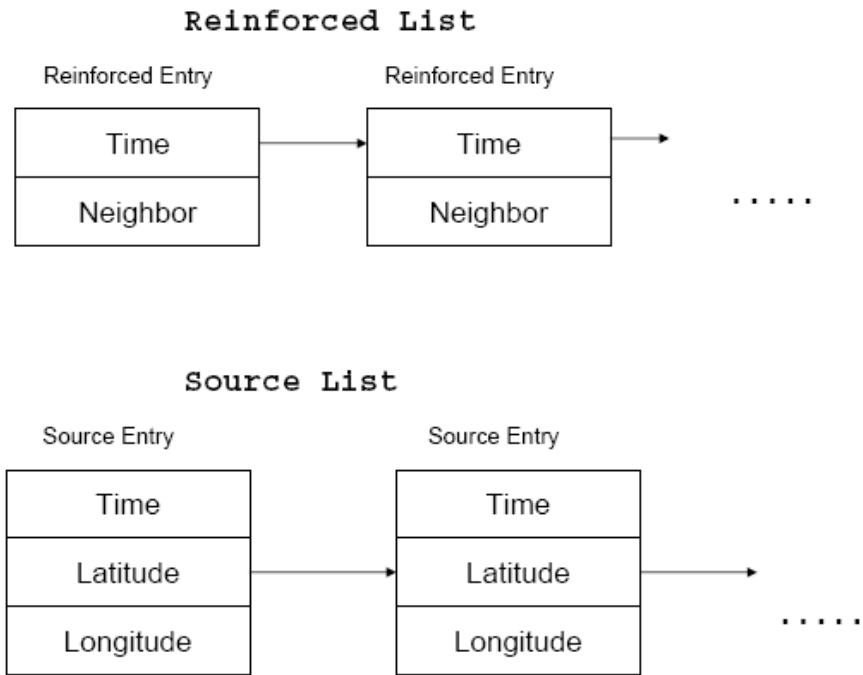 Reinforced List
Reinforced Entry Reinforced Entry
Time Time
Neighbor Neighbor
.....
Source List
Source Entry Source Entry
Time Time
Latitude Latitude
Longitude Longitude
.....